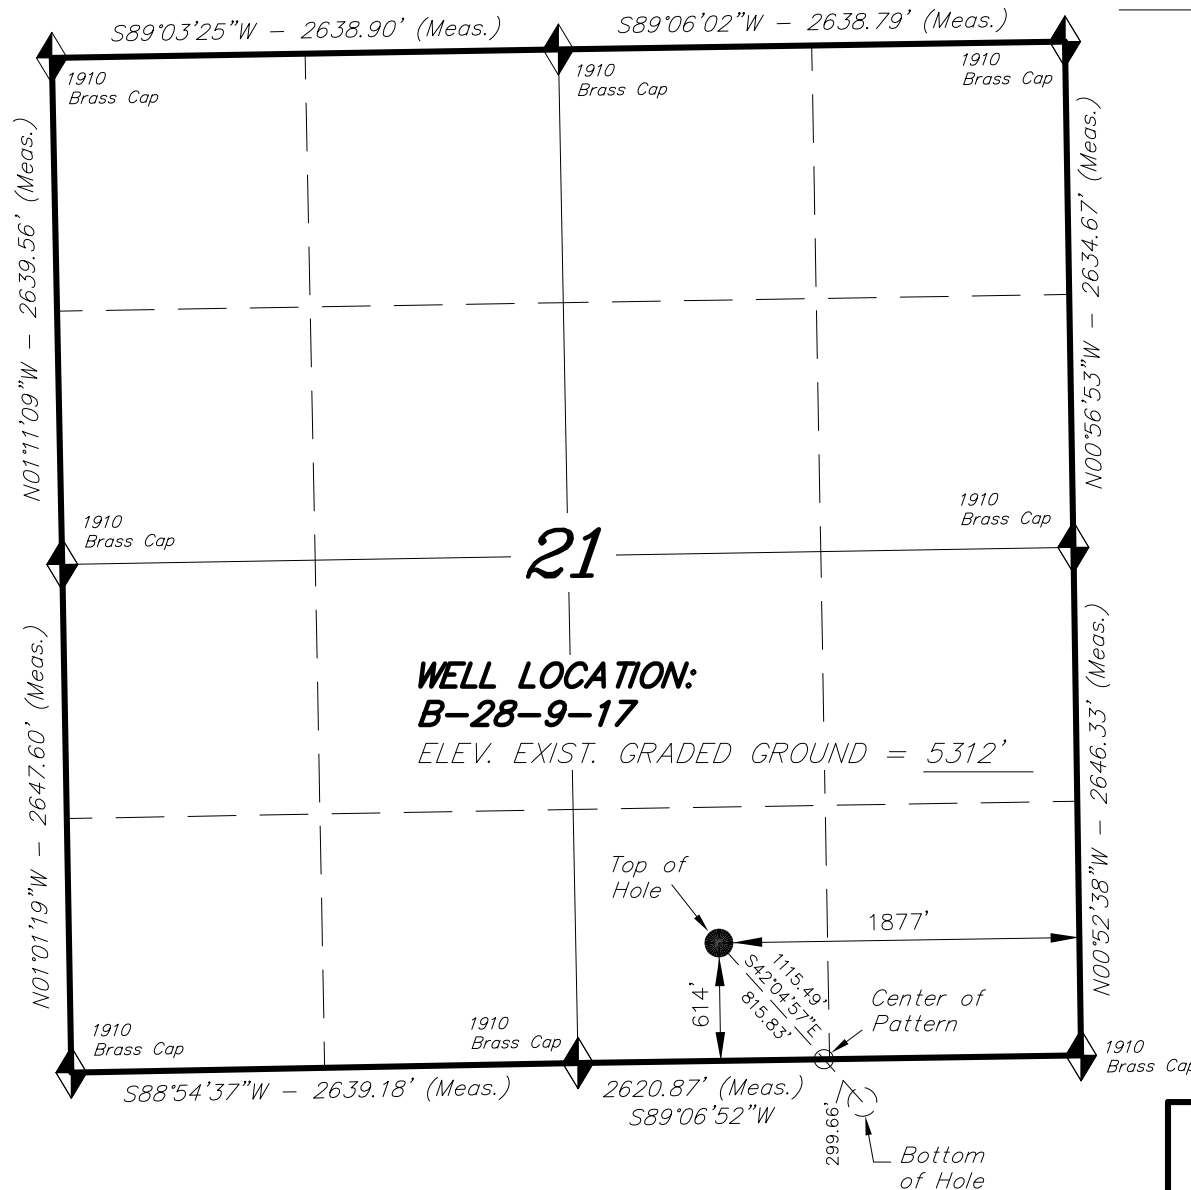 S89°03'25"W - 2638.90' (Meas.)
S89°06'02"W - 2638.79' (Meas.)
1910
Brass Cap
1910
Brass Cap
1910
Brass Cap
N01°11'09"W - 2639.56' (Meas.)
N00°56'53"W - 2634.67' (Meas.)
1910
Brass Cap
1910
Brass Cap
21
WELL LOCATION:
B-28-9-17
ELEV. EXIST. GRADED GROUND = 5312'
N01°01'19"W - 2647.60' (Meas.)
N00°52'38"W - 2646.33' (Meas.)
Top of
Hole
1877'
614'
1115.49'
S42°04'57"E
815.83'
Center of
Pattern
1910
Brass Cap
1910
Brass Cap
1910
Brass Cap
S88°54'37"W - 2639.18' (Meas.)
2620.87' (Meas.)
S89°06'52"W
299.66'
Bottom
of Hole